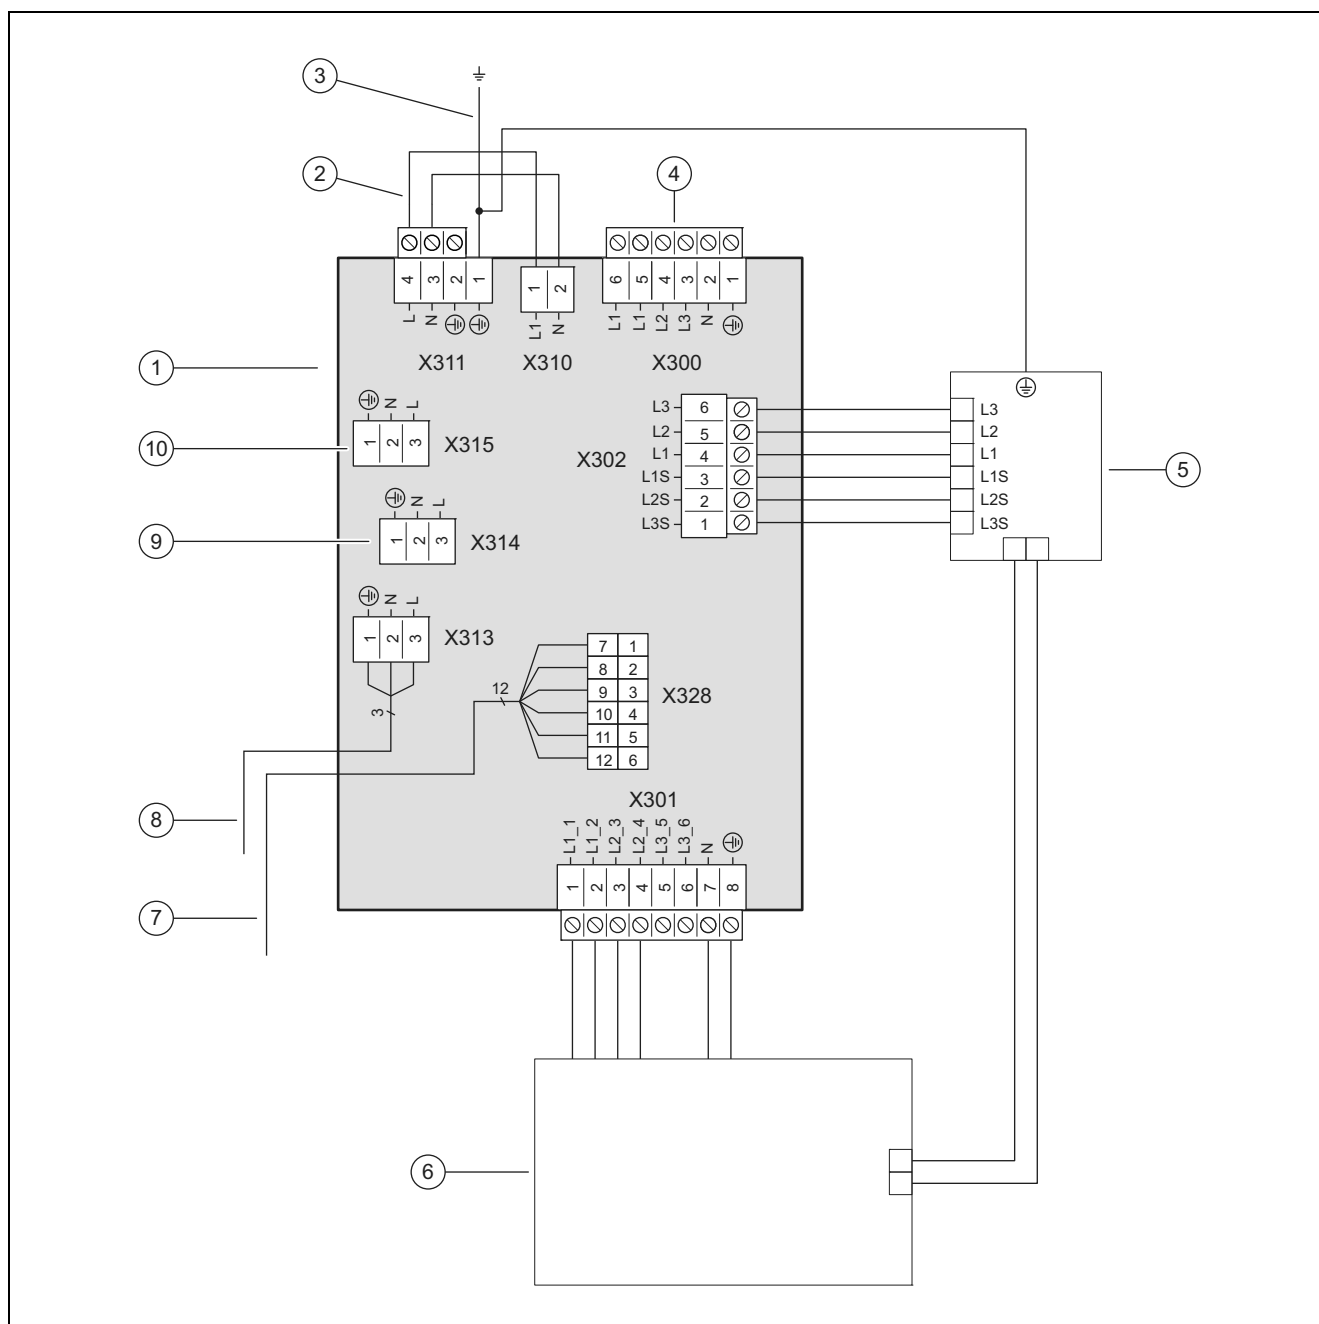 3
2
4
4 3 2 1
L N
X311
1 2
L1 N
X310
6 5 4 3 2 1
L1 L1 L2 L3 N
X300
1
N L
1 2 3
X315
10
L3 6
L2 5
L1 4
L1S 3
L2S 2
L3S 1
X302
L3
L2
L1
L1S
L2S
L3S
5
N L
1 2 3
X314
9
N L
1 2 3
X313
3
12
7 1
8 2
9 3
10 4
11 5
12 6
X328
8
7
X301
L1_1 L1_2 L2_3 L2_4 L3_5 L3_6 N
1 2 3 4 5 6 7 8
6